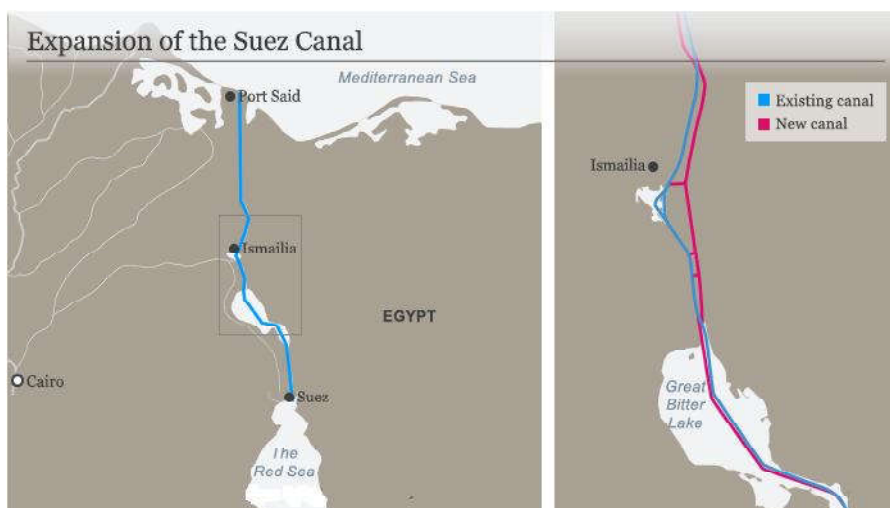 Expansion of the Suez Canal
Mediterranean Sea
Port Said
Ismailia
EGYPT
Cairo
Suez
The
Red Sea
Existing canal
New canal
Ismailia
Great
Bitter
Lake